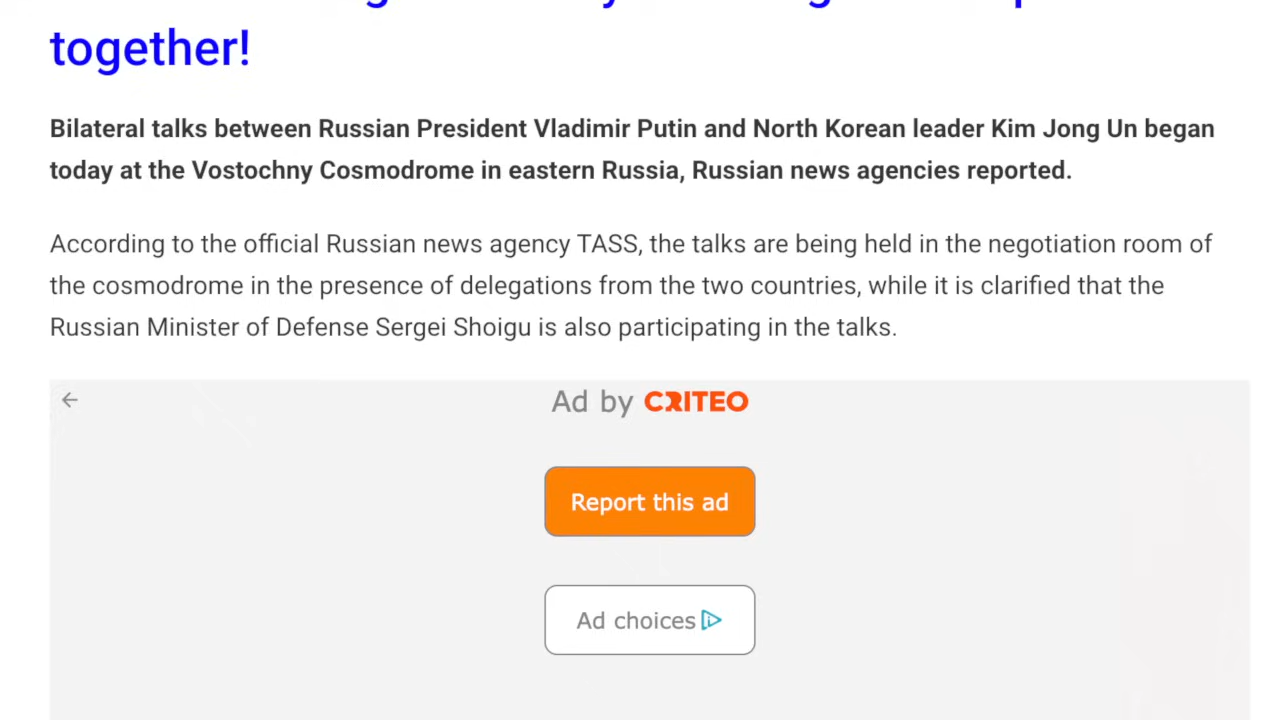 together!
Bilateral talks between Russian President Vladimir Putin and North Korean leader Kim Jong Un began
today at the Vostochny Cosmodrome in eastern Russia, Russian news agencies reported.
According to the official Russian news agency TASS, the talks are being held in the negotiation room of
the cosmodrome in the presence of delegations from the two countries, while it is clarified that the
Russian Minister of Defense Sergei Shoigu is also participating in the talks.
Ad by CRITEO
Report this ad
Ad choices